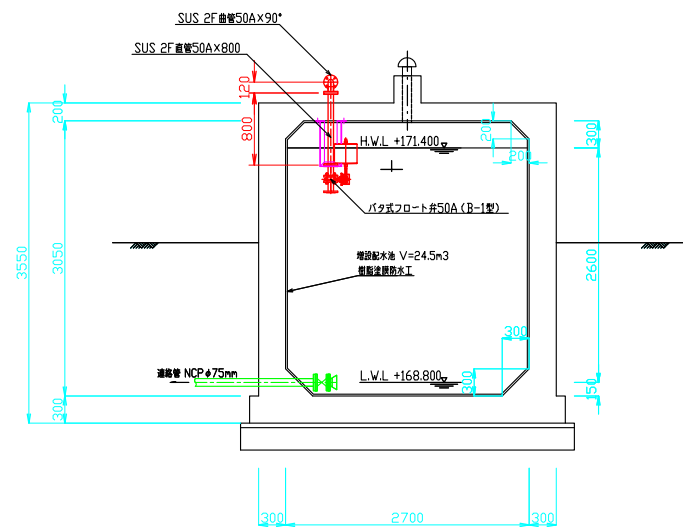 SUS 2F曲管50A×90°
SUS 2F直管50A×800
120
200
800
H.W.L +171.400
200
300
200
バタ式フロート弁50A(B-1型)
3550
3050
増設配水池 V=24.5m3
樹脂塗膜防水工
2600
300
連絡管 NCPφ75mm
L.W.L +168.800
300
150
300
300
2700
300